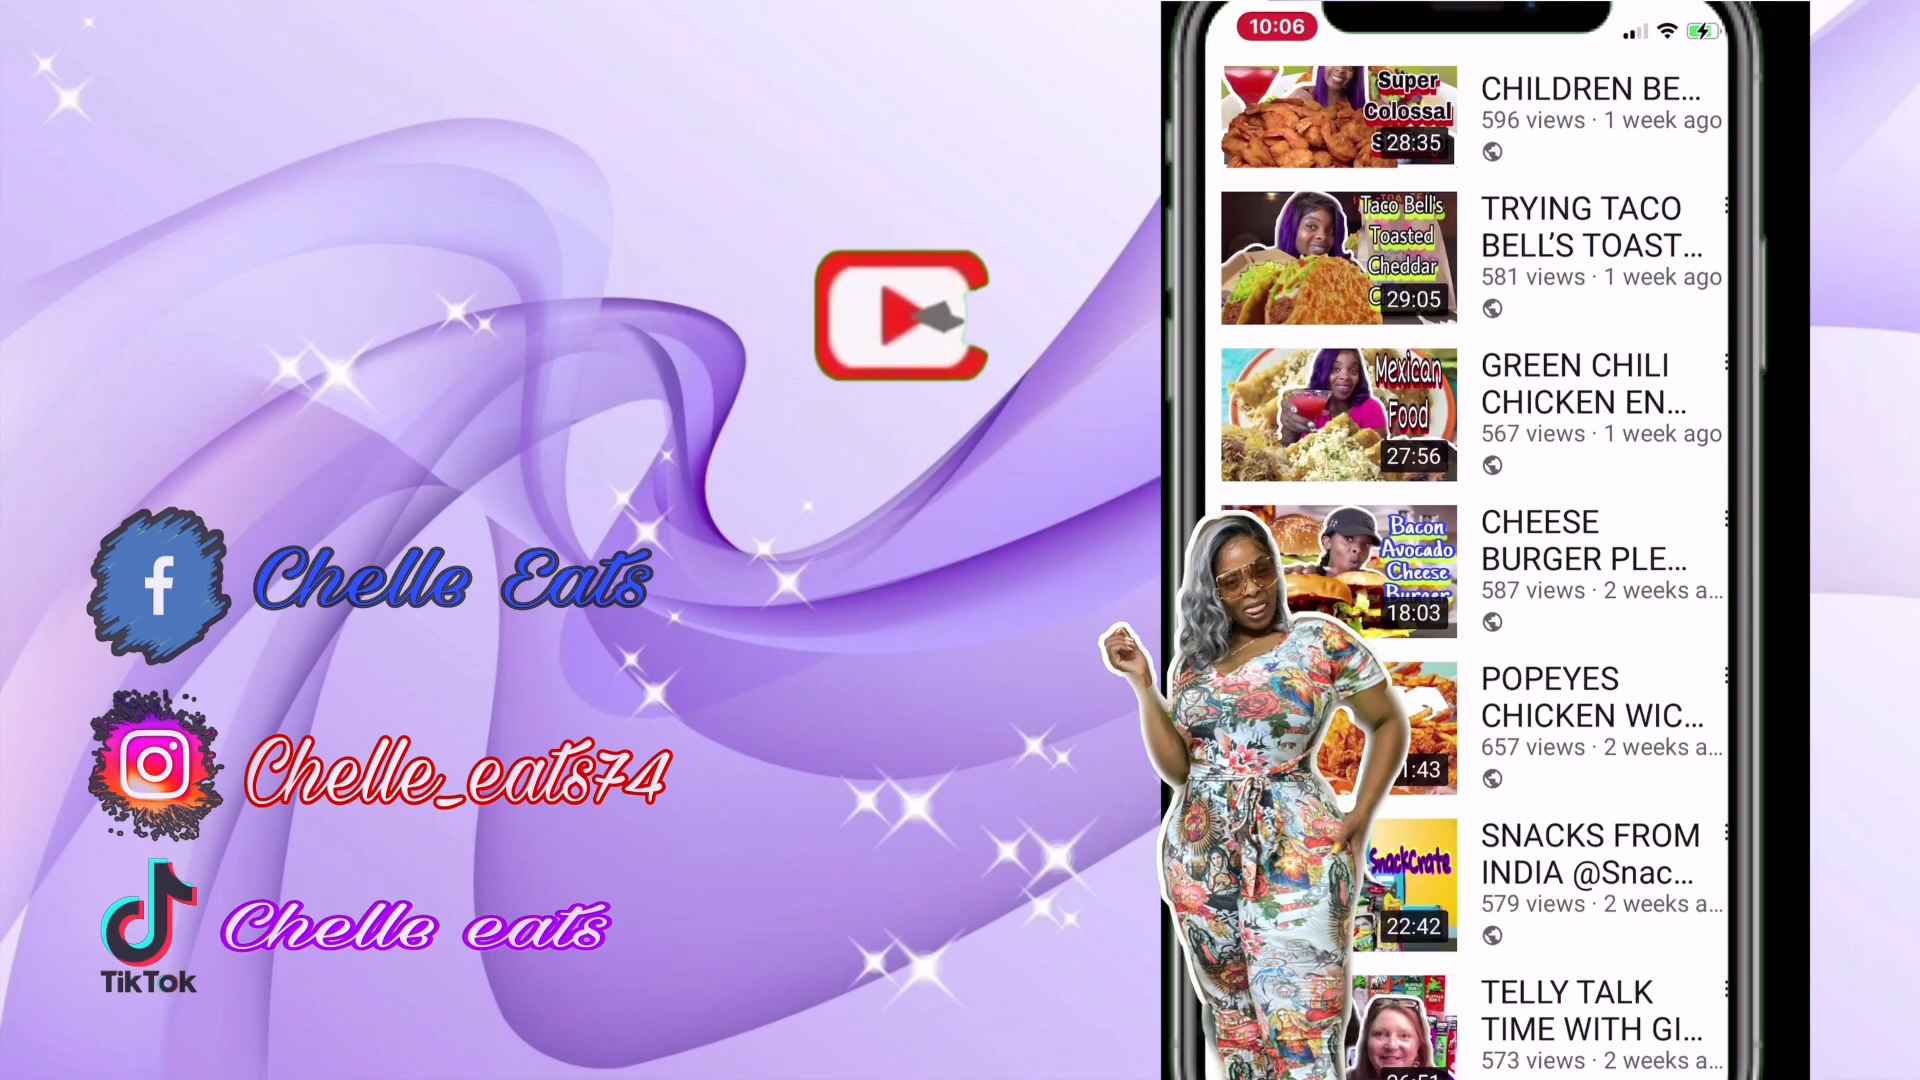 10:06
Super
Colossal
S
28:35
CHILDREN BE...
596 views · 1 week ago
Taco Bell's
Toasted
Cheddar
C
29:05
TRYING TACO
BELL'S TOAST...
581 views · 1 week ago
Mexican
Food
27:56
GREEN CHILI
CHICKEN EN...
567 views · 1 week ago
Bacon
Avocado
Cheese
Burger
18:03
CHEESE
BURGER PLE...
587 views · 2 weeks a...
1:43
POPEYES
CHICKEN WIC...
657 views · 2 weeks a...
SnackCrate
22:42
SNACKS FROM
INDIA @Snac...
579 views · 2 weeks a...
TELLY TALK
TIME WITH GI...
573 views · 2 weeks a...
f
Chelle Eats
Chelle_eats74
TikTok
Chelle eats